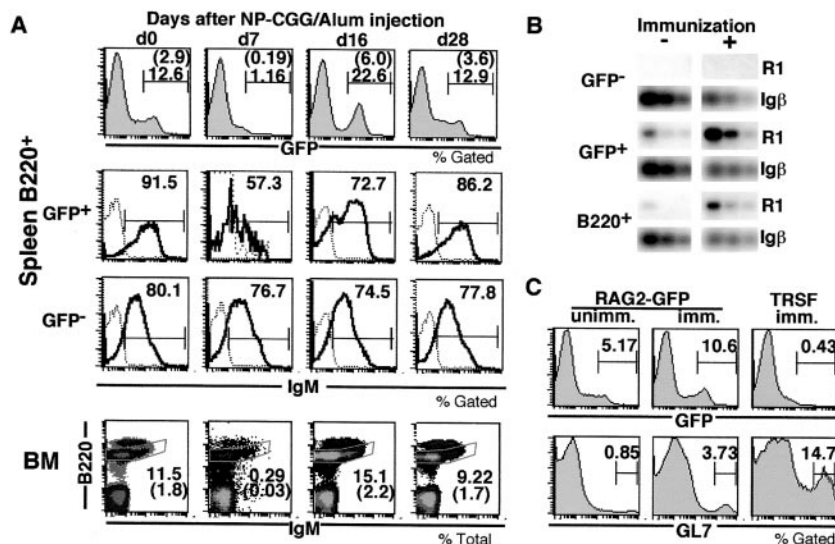 A
Days after NP-CGG/Alum injection
d0 d7 d16 d28
(2.9) (0.19) (6.0) (3.6)
12.6 1.16 22.6 12.9
GFP
% Gated
Spleen B220+
GFP+
91.5 57.3 72.7 86.2
GFP-
80.1 76.7 74.5 77.8
IgM
% Gated
BM
B220
11.5 0.29 15.1 9.22
(1.8) (0.03) (2.2) (1.7)
IgM
% Total
B
Immunization
- +
GFP- R1
Igβ
GFP+ R1
Igβ
B220+ R1
Igβ
C
RAG2-GFP TRSF
unimm. imm. imm.
5.17 10.6 0.43
GFP
0.85 3.73 14.7
GL7
% Gated